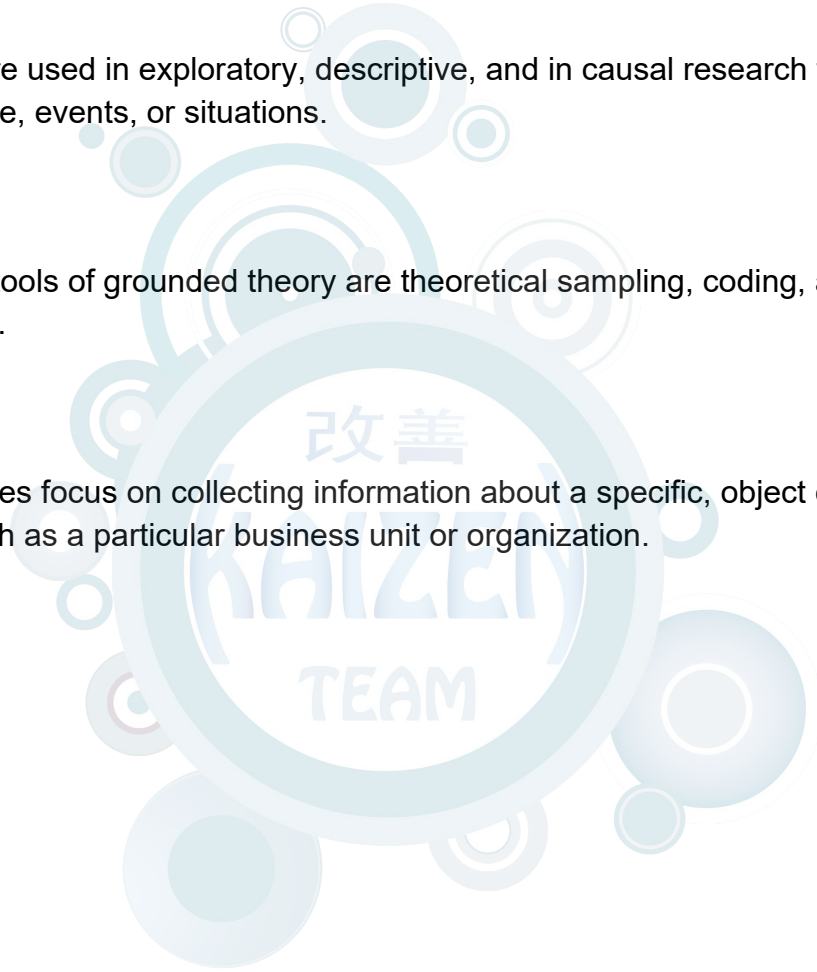 re used in exploratory, descriptive, and in causal research
e, events, or situations.
ools of grounded theory are theoretical sampling, coding,
.
改善
es focus on collecting information about a specific, object
h as a particular business unit or organization.
KAIZEN
TEAM